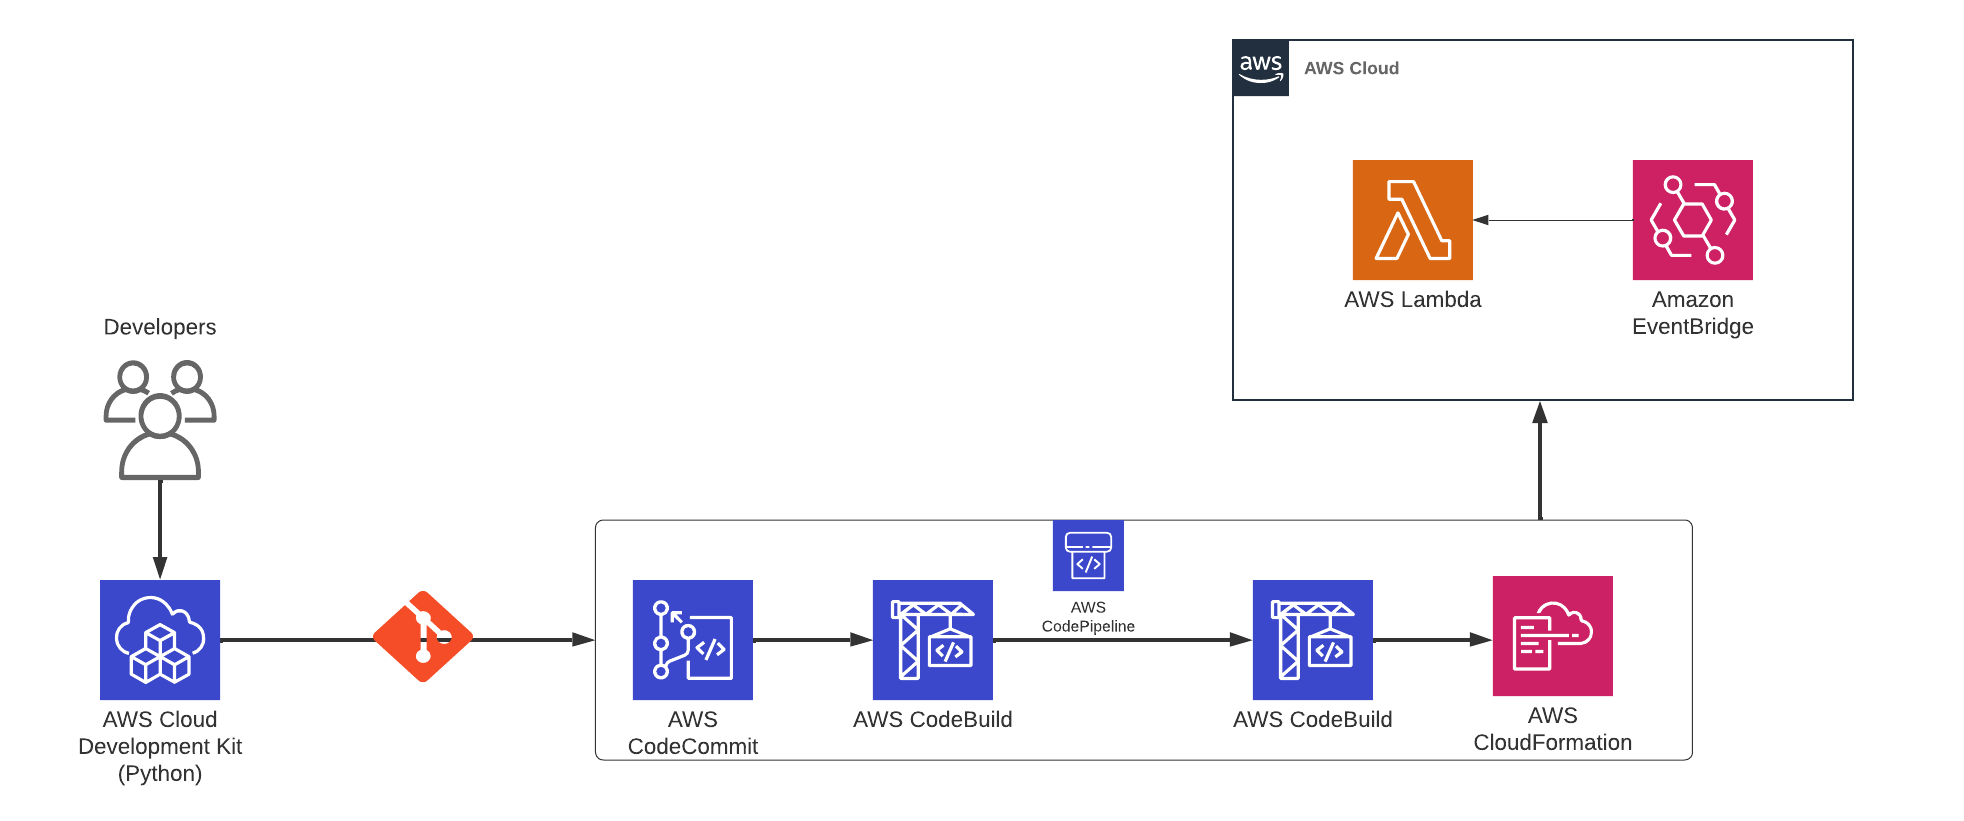 aws
AWS Cloud
AWS Lambda
Amazon
EventBridge
Developers
AWS
CodePipeline
AWS Cloud
Development Kit
(Python)
AWS
CodeCommit
AWS CodeBuild
AWS CodeBuild
AWS
CloudFormation